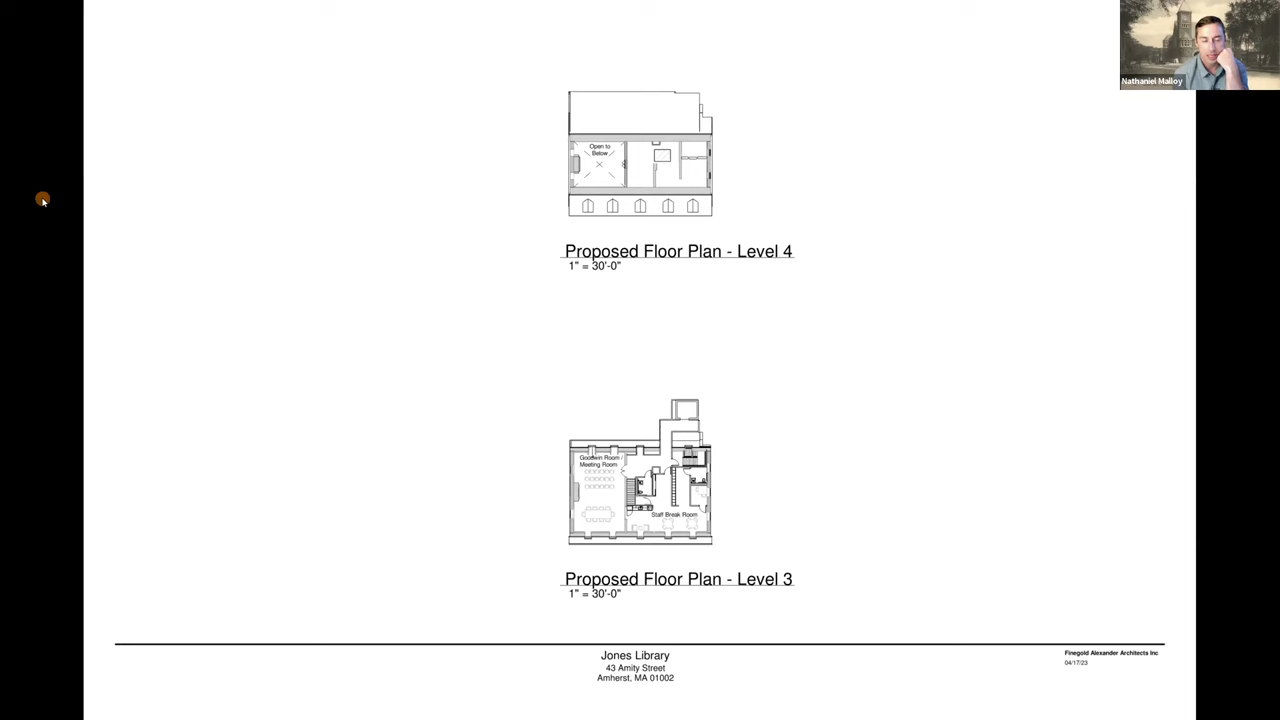 Nathaniel Malloy
Open to
Below
Proposed Floor Plan - Level 4
1" = 30'-0"
Goodwin Room /
Meeting Room
Staff Break Room
Proposed Floor Plan - Level 3
1" = 30'-0"
Jones Library
43 Amity Street
Amherst, MA 01002
Finegold Alexander Architects Inc
04/17/23